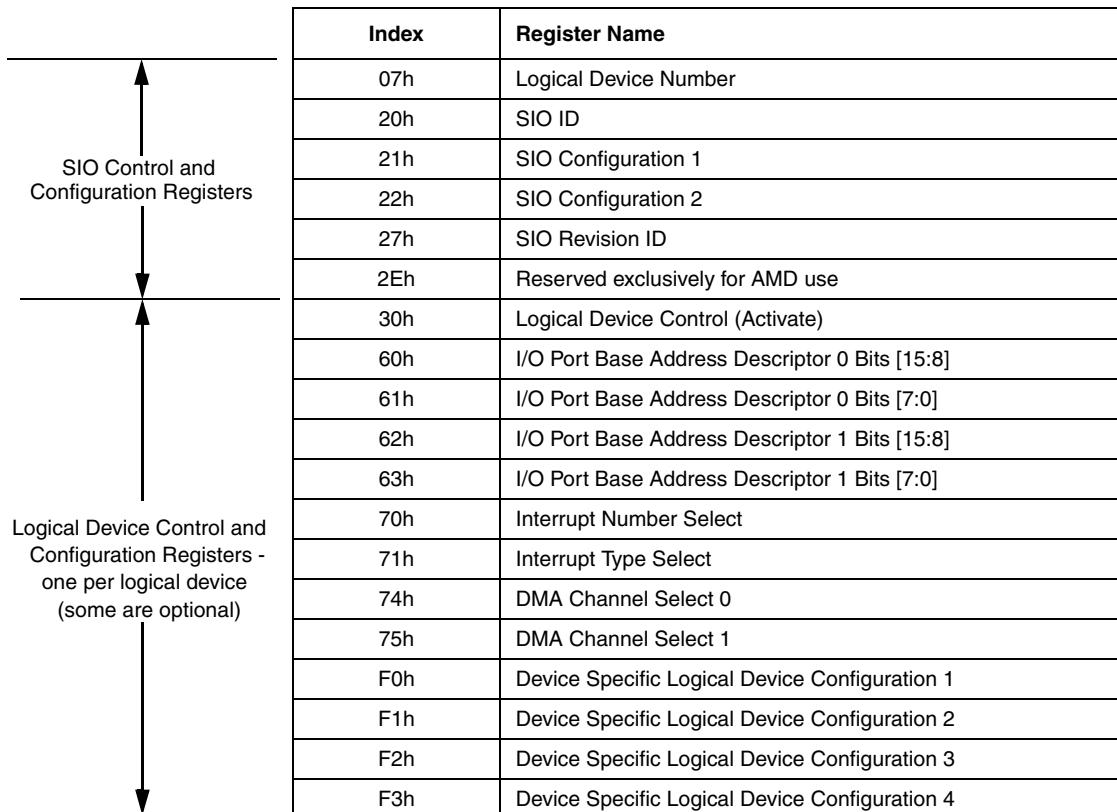 Index Register Name
SIO Control and
Configuration Registers
07h Logical Device Number
20h SIO ID
21h SIO Configuration 1
22h SIO Configuration 2
27h SIO Revision ID
2Eh Reserved exclusively for AMD use
Logical Device Control and
Configuration Registers -
one per logical device
(some are optional)
30h Logical Device Control (Activate)
60h I/O Port Base Address Descriptor 0 Bits [15:8]
61h I/O Port Base Address Descriptor 0 Bits [7:0]
62h I/O Port Base Address Descriptor 1 Bits [15:8]
63h I/O Port Base Address Descriptor 1 Bits [7:0]
70h Interrupt Number Select
71h Interrupt Type Select
74h DMA Channel Select 0
75h DMA Channel Select 1
F0h Device Specific Logical Device Configuration 1
F1h Device Specific Logical Device Configuration 2
F2h Device Specific Logical Device Configuration 3
F3h Device Specific Logical Device Configuration 4